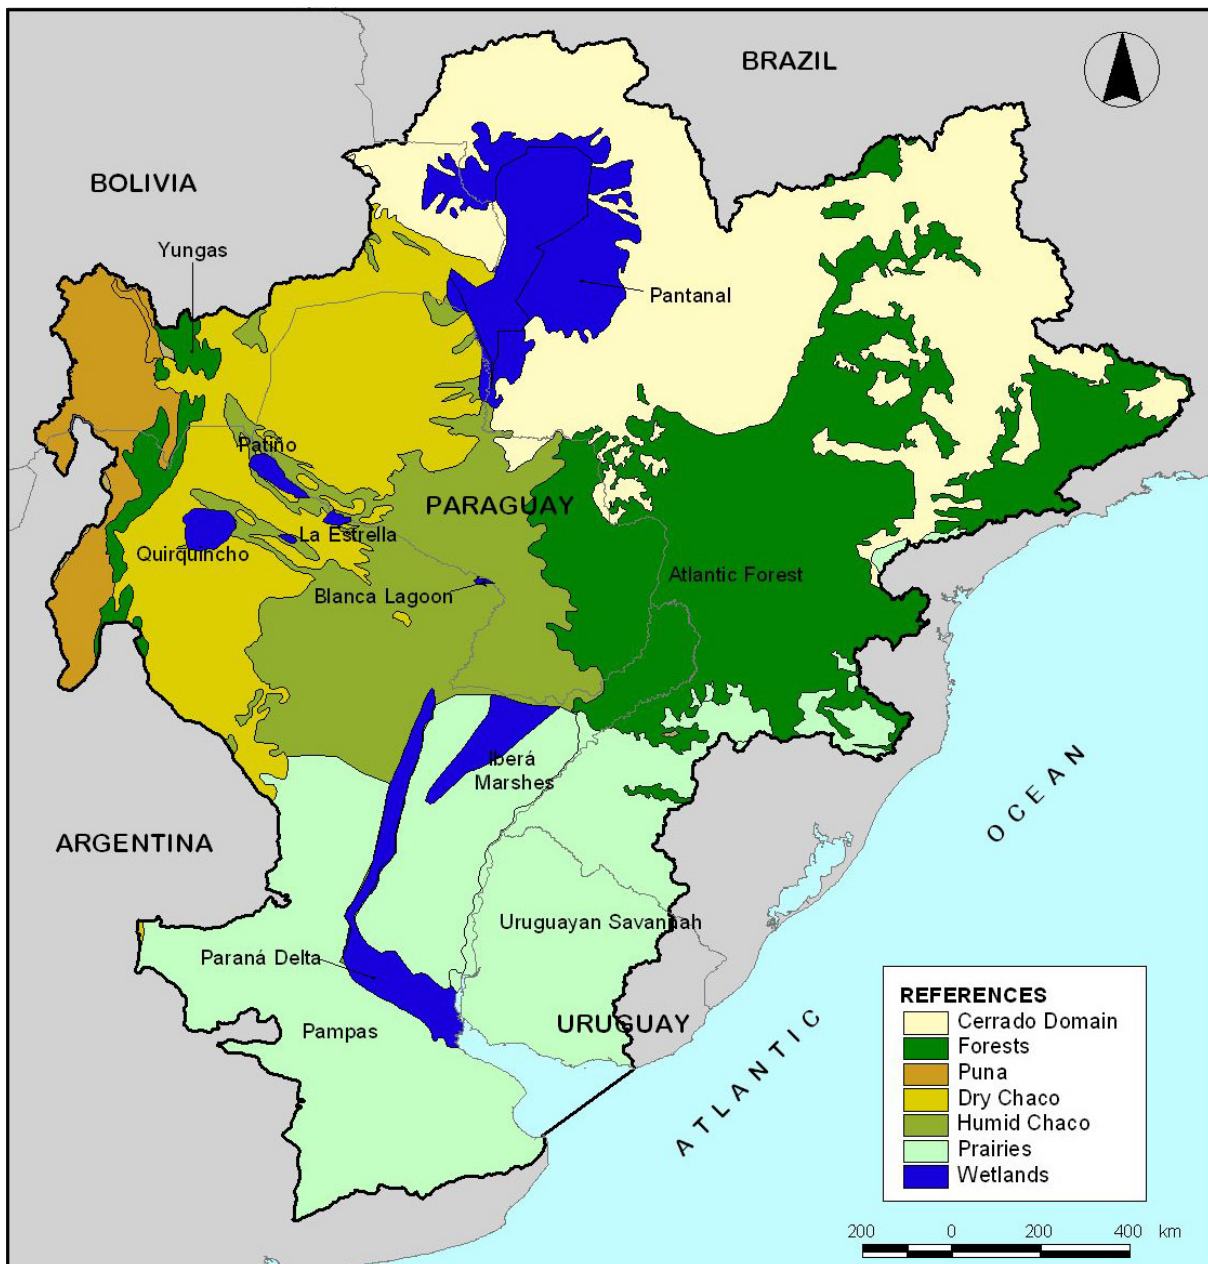 BRAZIL
BOLIVIA
Yungas
Pantanal
Patiño
PARAGUAY
La Estrella
Quirquincho
Atlantic Forest
Blanca Lagoon
Iberá
Marshes
ARGENTINA
Uruguayan Savannah
Paraná Delta
Pampas
URUGUAY
ATLANTIC OCEAN
REFERENCES
Cerrado Domain
Forests
Puna
Dry Chaco
Humid Chaco
Prairies
Wetlands
200 0 200 400 km